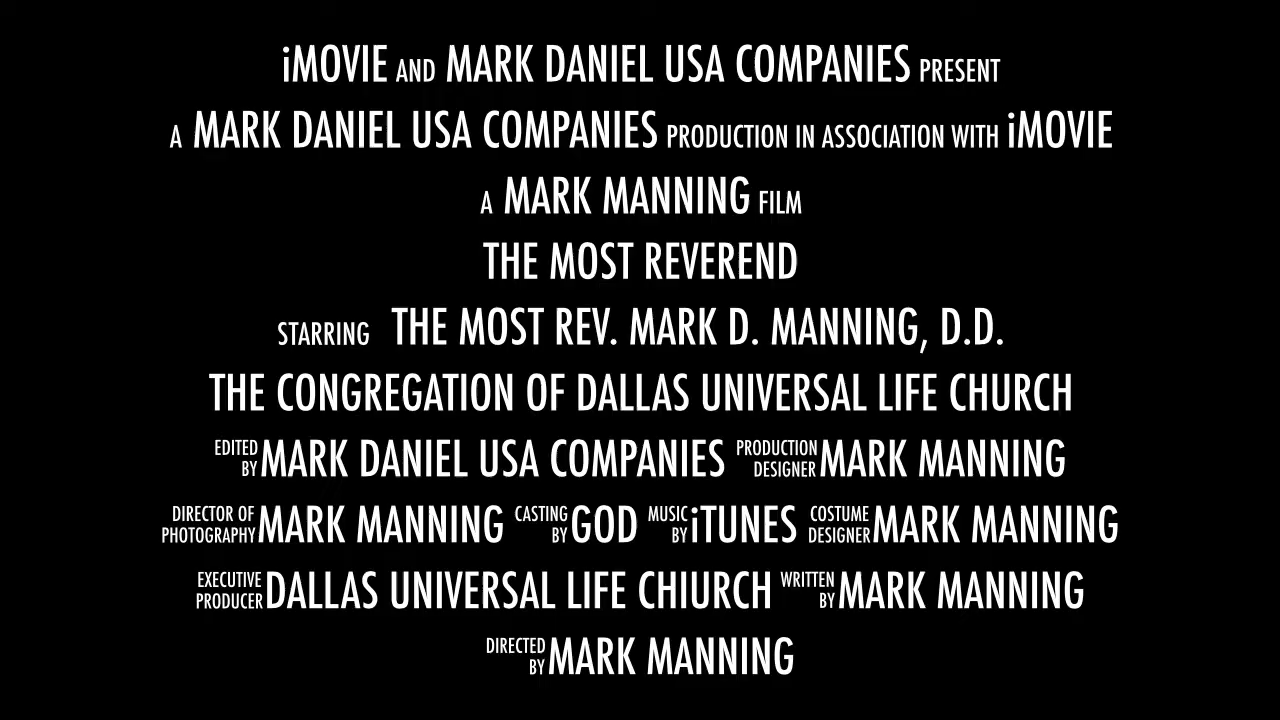 iMOVIE AND MARK DANIEL USA COMPANIES PRESENT
A MARK DANIEL USA COMPANIES PRODUCTION IN ASSOCIATION WITH iMOVIE
A MARK MANNING FILM
THE MOST REVEREND
STARRING THE MOST REV. MARK D. MANNING, D.D.
THE CONGREGATION OF DALLAS UNIVERSAL LIFE CHURCH
EDITED BY MARK DANIEL USA COMPANIES PRODUCTION DESIGNER MARK MANNING
DIRECTOR OF PHOTOGRAPHY MARK MANNING CASTING BY GOD MUSIC BY iTUNES COSTUME DESIGNER MARK MANNING
EXECUTIVE PRODUCER DALLAS UNIVERSAL LIFE CHIURCH WRITTEN BY MARK MANNING
DIRECTED BY MARK MANNING